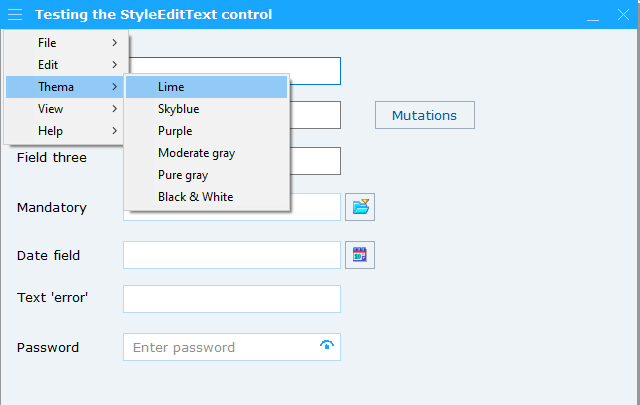 Testing the StyleEditText control
File
Edit
Thema
View
Help
Lime
Skyblue
Purple
Moderate gray
Pure gray
Black & White
Mutations
Field three
Mandatory
Date field
Text 'error'
Password
Enter password